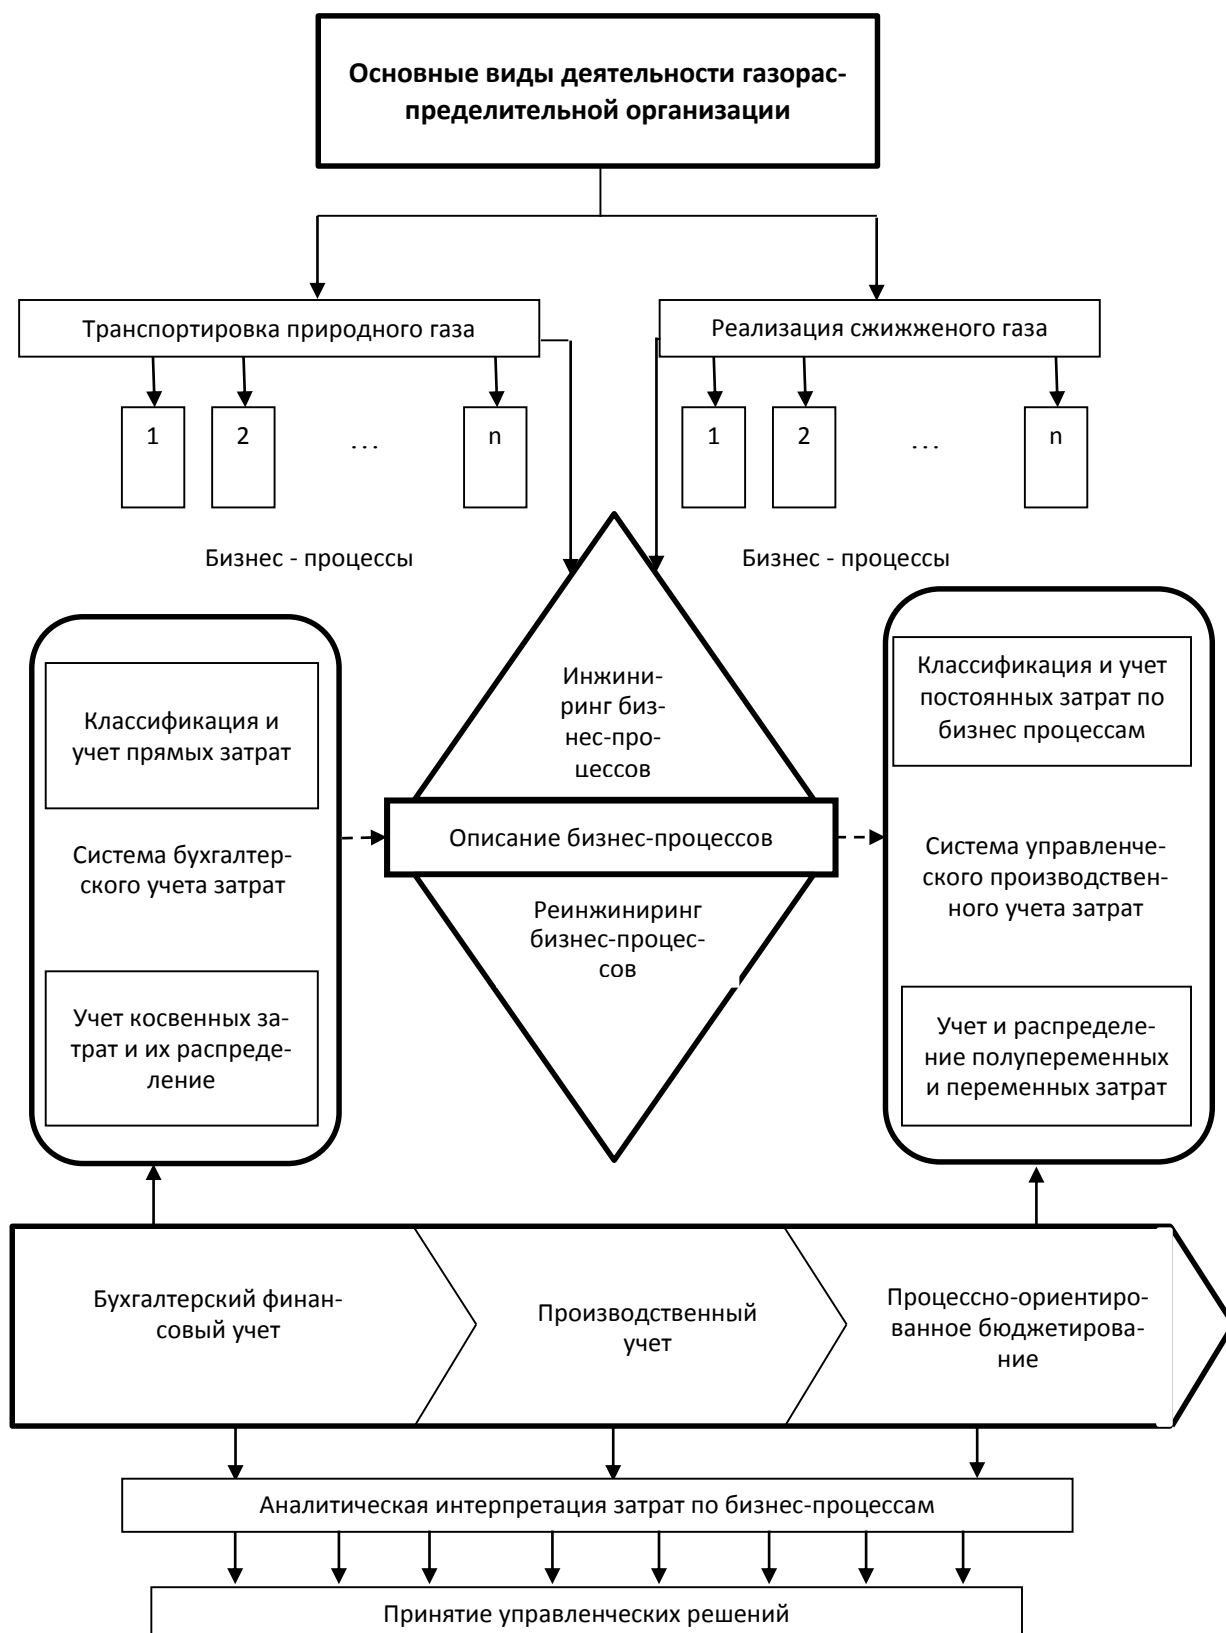 Основные виды деятельности газорас-
пределительной организации
Транспортировка природного газа
Реализация сжижженого газа
1
2
...
n
1
2
...
n
Бизнес - процессы
Бизнес - процессы
Классификация и
учет прямых затрат
Система бухгалтер-
ского учета затрат
Учет косвенных за-
трат и их распреде-
ление
Инжини-
ринг биз-
нес-про-
цессов
Описание бизнес-процессов
Реинжиниринг
бизнес-процес-
сов
Классификация и учет
постоянных затрат по
бизнес процессам
Система управленче-
ского производствен-
ного учета затрат
Учет и распределе-
ние полупеременных
и переменных затрат
Бухгалтерский финан-
совый учет
Производственный
учет
Процессно-ориентиро-
ванное бюджетирова-
ние
Аналитическая интерпретация затрат по бизнес-процессам
Принятие управленческих решений